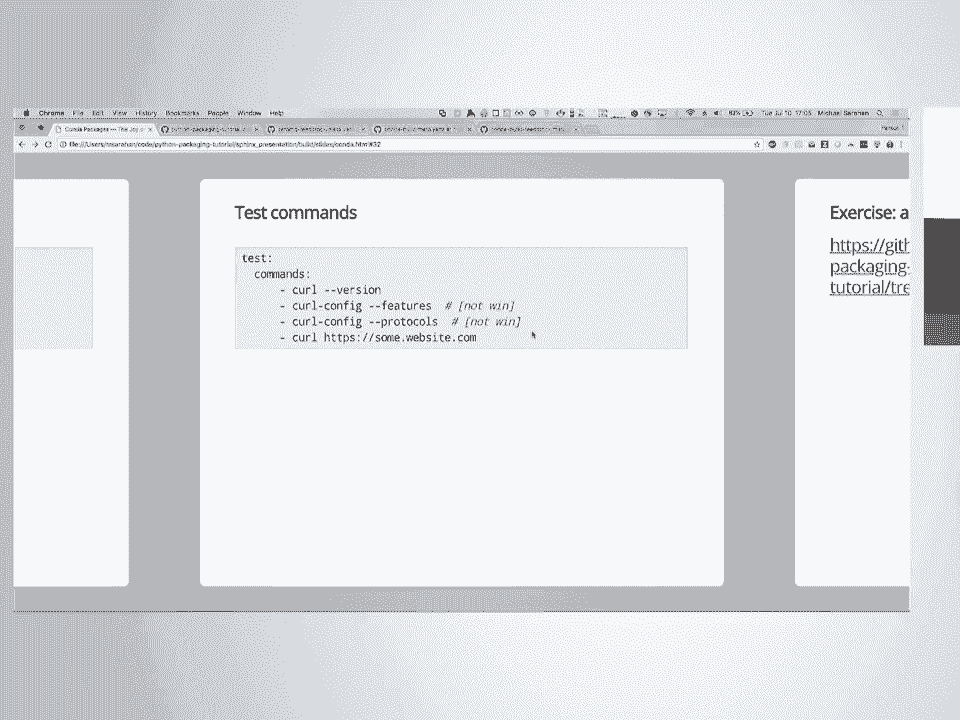 Chrome File Edit View History Bookmarks People Window Help
Tue Jul 10 17:05 Michael Sarahan
Conda Packages — The Joy of
file:///Users/msarahan/code/python-packaging-tutorial/sphinx_presentation/build/slides/conda.html#32
Test commands
test:
commands:
- curl --version
- curl-config --features # [not win]
- curl-config --protocols # [not win]
- curl https://some.website.com
Exercise: a
https://gith
packaging-
tutorial/tre